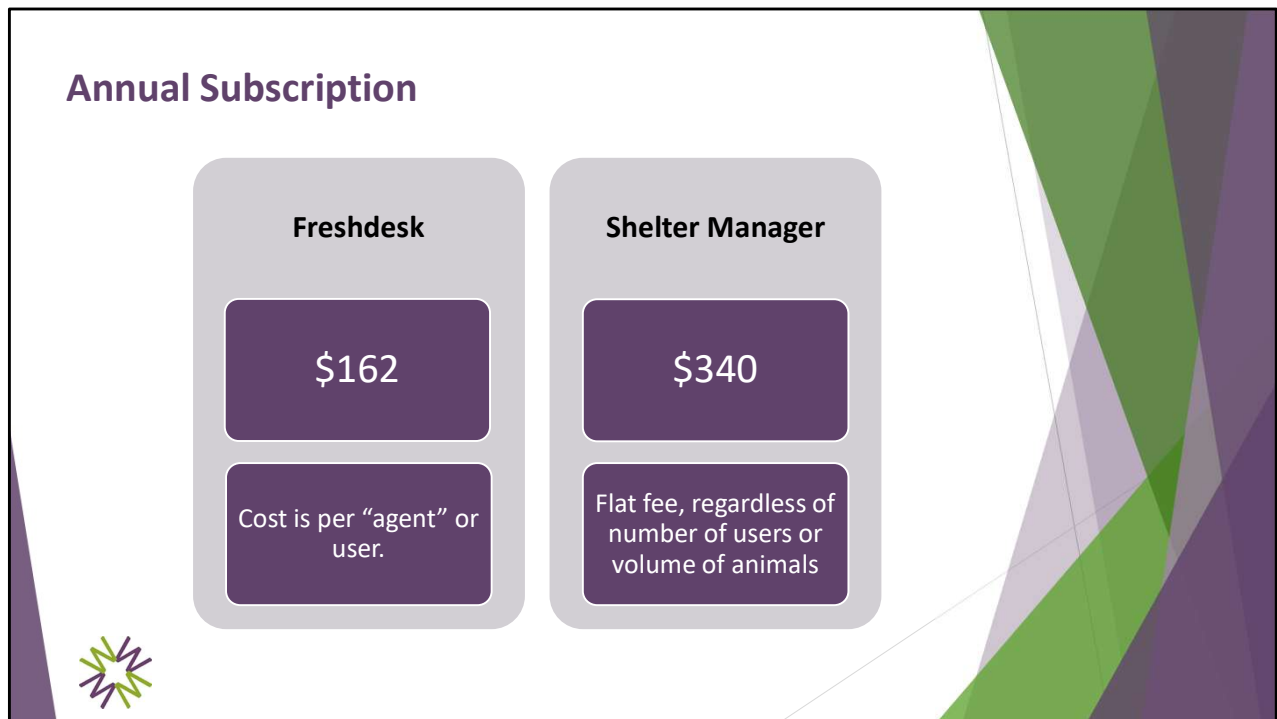 Annual Subscription
Freshdesk
$162
Cost is per “agent” or
user.
Shelter Manager
$340
Flat fee, regardless of
number of users or
volume of animals